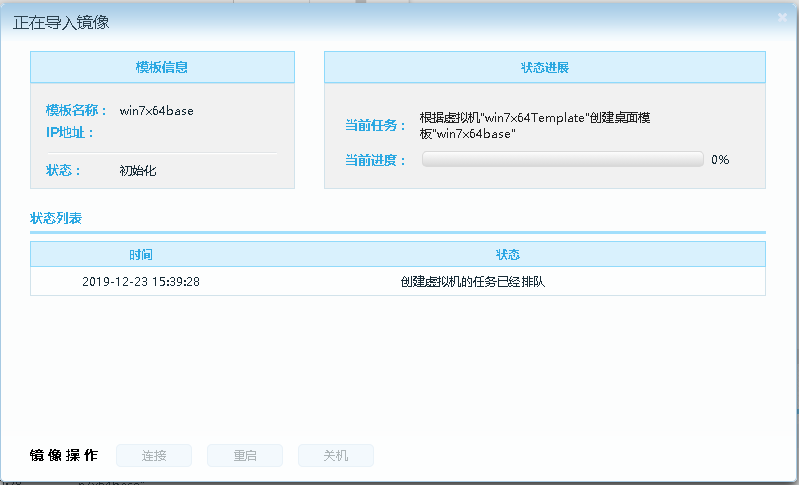 正在导入镜像
模板信息
模板名称： win7x64base
IP地址：
状态： 初始化
状态进展
当前任务： 根据虚拟机"win7x64Template"创建桌面模
板"win7x64base"
当前进度： 0%
状态列表
时间 状态
2019-12-23 15:39:28 创建虚拟机的任务已经排队
镜像操作 连接 重启 关机